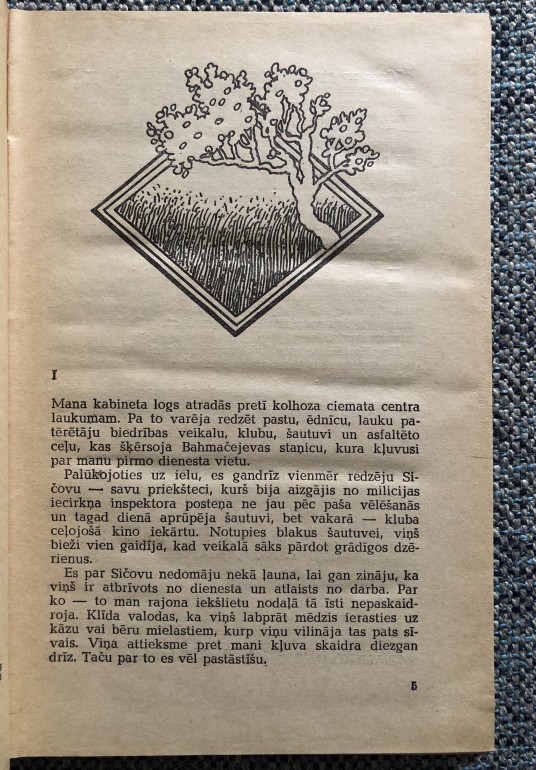 I
Mana kabineta logs atradās pretī kolhoza ciemata centra
laukumam. Pa to varēja redzēt pastu, ēdnīcu, lauku pa-
tērētāju biedrības veikalu, klubu, šautuvi un asfaltēto
ceļu, kas šķērsoja Bahmačejevas staņicu, kura kļuvusi
par manu pirmo dienesta vietu.
Palūkojoties uz ielu, es gandrīz vienmēr redzēju Si-
čovu — savu priekšteci, kurš bija aizgājis no milicijas
iecirkņa inspektora posteņa ne jau pēc paša vēlēšanās
un tagad dienā aprūpēja šautuvi, bet vakarā — kluba
ceļojošā kino iekārtu. Notupies blakus šautuvei, viņš
bieži vien gaidīja, kad veikalā sāks pārdot grādīgos dzē-
rienus.
Es par Sičovu nedomāju nekā ļauna, lai gan zināju, ka
viņš ir atbrīvots no dienesta un atlaists no darba. Par
ko — to man rajona iekšlietu nodaļā tā īsti nepaskaid-
roja. Klīda valodas, ka viņš labprāt mēdzis ierasties uz
kāzu vai bēru mielastiem, kurp viņu vilināja tas pats sī-
vais. Viņa attieksme pret mani kļuva skaidra diezgan
drīz. Taču par to es vēl pastāstīšu.
5